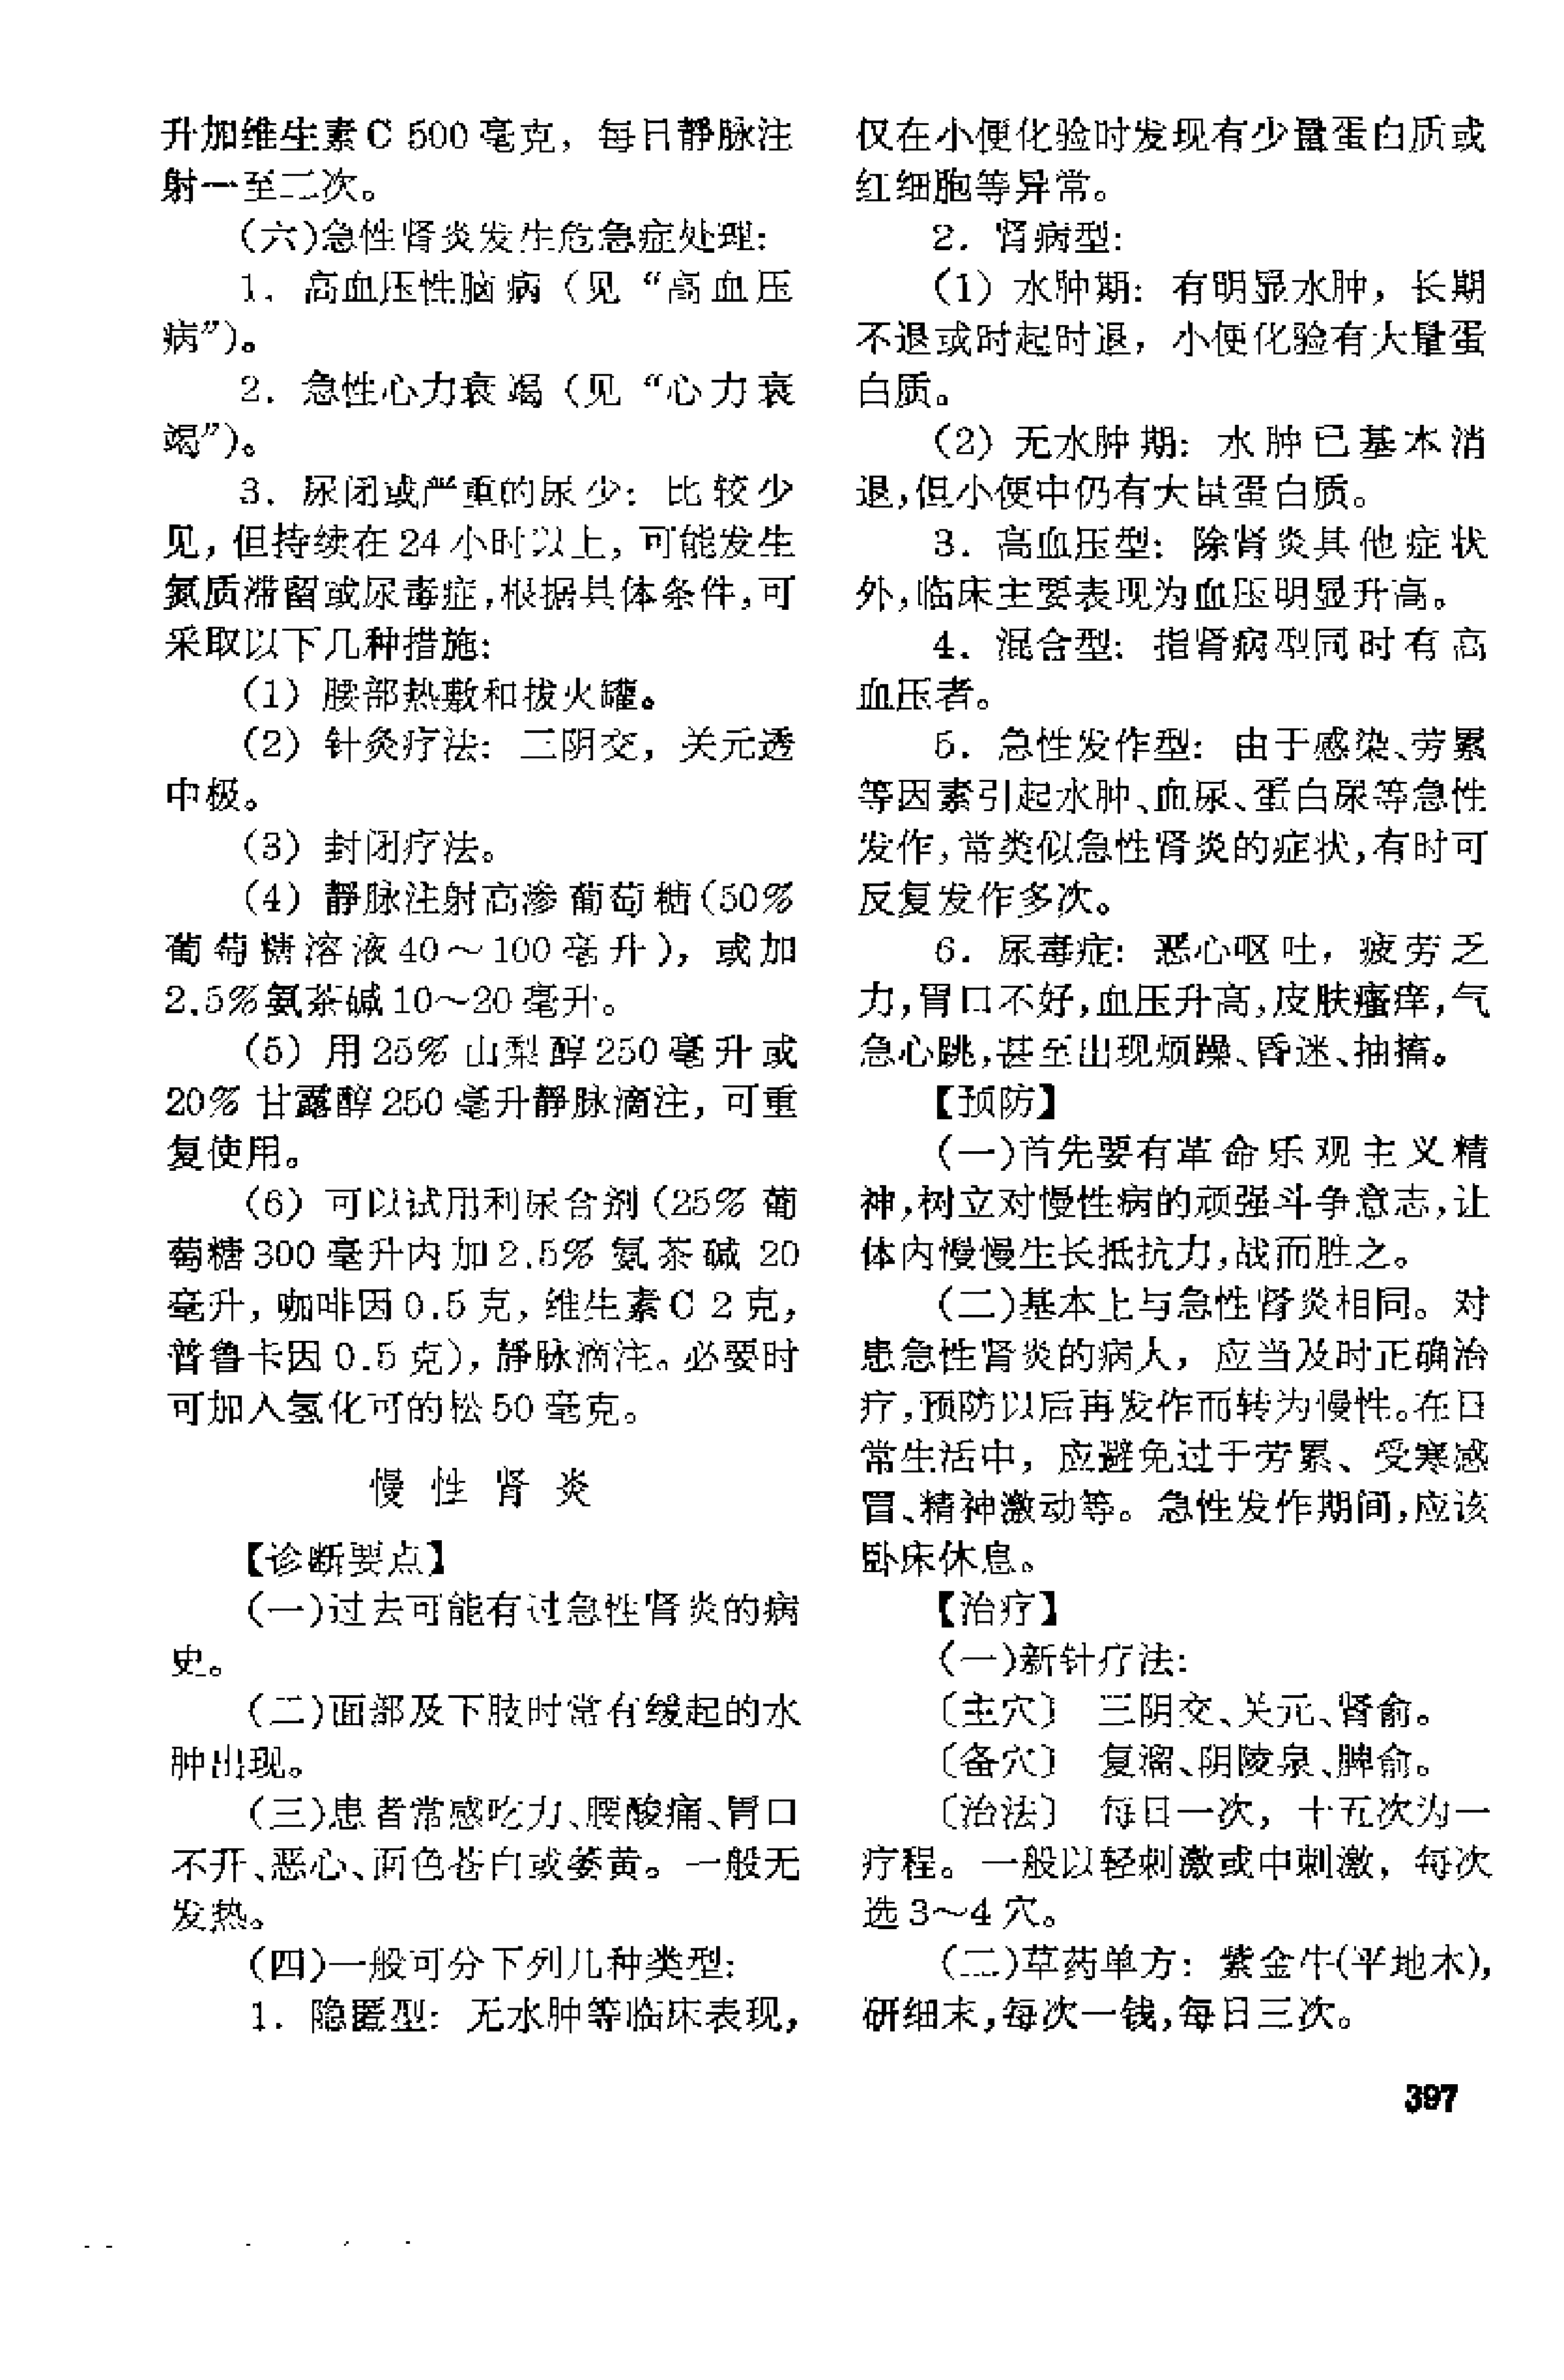 升加维生素C 500毫克，每日静脉注
射一至二次。
（六）急性肾炎发生危急症处理：
1．高血压性脑病（见“高血压
病”）。
2．急性心力衰竭（见“心力衰
竭”）。
3．尿闭或严重的尿少：比较少
见，但持续在24小时以上，可能发生
氮质滞留或尿毒症，根据具体条件，可
采取以下几种措施：
（1）腰部热敷和拔火罐。
（2）针灸疗法：三阴交，关元透
中极。
（3）封闭疗法。
（4）静脉注射高渗葡萄糖（50%
葡萄糖溶液40～100毫升），或加
2.5%氨茶碱10～20毫升。
（5）用25%山梨醇250毫升或
20%甘露醇250毫升静脉滴注，可重
复使用。
（6）可以试用利尿合剂（25%葡
萄糖300毫升内加2.5%氨茶碱20
毫升，咖啡因0.5克，维生素C 2克，
普鲁卡因0.5克），静脉滴注。必要时
可加入氢化可的松50毫克。
慢性肾炎
【诊断要点】
（一）过去可能有过急性肾炎的病
史。
（二）面部及下肢时常有缓起的水
肿出现。
（三）患者常感吃力、腰酸痛、胃口
不开、恶心、面色苍白或萎黄。一般无
发热。
（四）一般可分下列几种类型：
1．隐匿型：无水肿等临床表现，
仅在小便化验时发现有少量蛋白质或
红细胞等异常。
2．肾病型：
（1）水肿期：有明显水肿，长期
不退或时起时退，小便化验有大量蛋
白质。
（2）无水肿期：水肿已基本消
退，但小便中仍有大量蛋白质。
3．高血压型：除肾炎其他症状
外，临床主要表现为血压明显升高。
4．混合型：指肾病型同时有高
血压者。
5．急性发作型：由于感染、劳累
等因素引起水肿、血尿、蛋白尿等急性
发作，常类似急性肾炎的症状，有时可
反复发作多次。
6．尿毒症：恶心呕吐，疲劳乏
力，胃口不好，血压升高，皮肤瘙痒，气
急心跳，甚至出现烦躁、昏迷、抽搐。
【预防】
（一）首先要有革命乐观主义精
神，树立对慢性病的顽强斗争意志，让
体内慢慢生长抵抗力，战而胜之。
（二）基本上与急性肾炎相同。对
患急性肾炎的病人，应当及时正确治
疗，预防以后再发作而转为慢性。在日
常生活中，应避免过于劳累、受寒感
冒、精神激动等。急性发作期间，应该
卧床休息。
【治疗】
（一）新针疗法：
〔主穴〕 三阴交、关元、肾俞。
〔备穴〕 复溜、阴陵泉、脾俞。
〔治法〕 每日一次，十五次为一
疗程。一般以轻刺激或中刺激，每次
选3～4穴。
（二）草药单方：紫金牛（平地木），
研细末，每次一钱，每日三次。
397